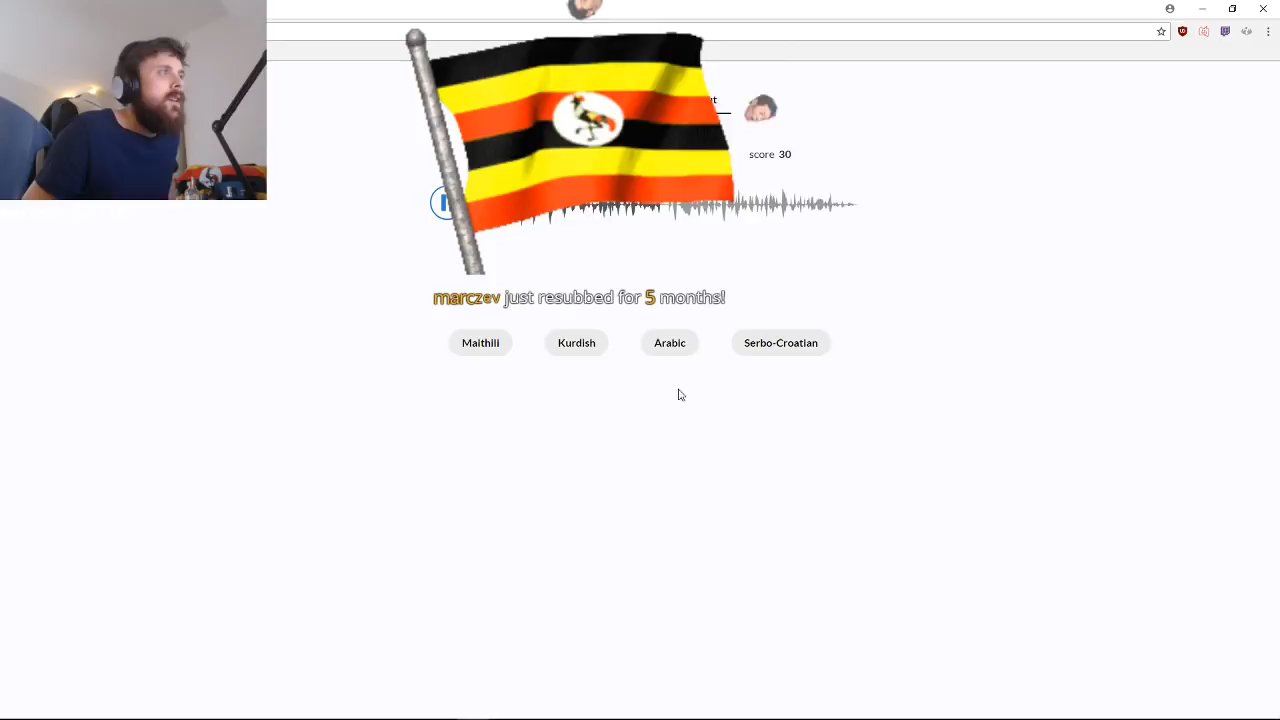 score 30
marczev just resubbed for 5 months!
Maithili Kurdish Arabic Serbo-Croatian